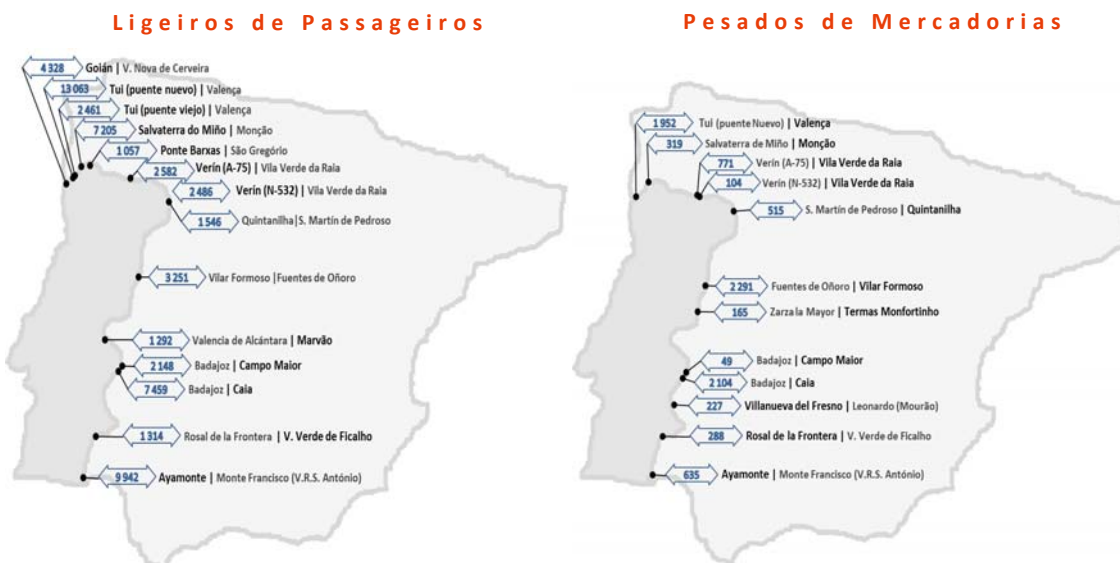 Ligeiros de Passageiros
4 328 Goián | V. Nova de Cerveira
13 063 Tui (puente nuevo) | Valença
2 461 Tui (puente viejo) | Valença
7 205 Salvaterra do Miño | Monção
1 057 Ponte Barxas | São Gregório
2 582 Verín (A-75) | Vila Verde da Raia
2 486 Verín (N-532) | Vila Verde da Raia
1 546 Quintanilha | S. Martín de Pedroso
3 251 Vilar Formoso | Fuentes de Oñoro
1 292 Valencia de Alcántara | Marvão
2 148 Badajoz | Campo Maior
7 459 Badajoz | Caia
1 314 Rosal de la Frontera | V. Verde de Ficalho
9 942 Ayamonte | Monte Francisco (V.R.S. António)
Pesados de Mercadorias
1 952 Tui (puente Nuevo) | Valença
319 Salvaterra de Miño | Monção
771 Verín (A-75) | Vila Verde da Raia
104 Verín (N-532) | Vila Verde da Raia
515 S. Martín de Pedroso | Quintanilha
2 291 Fuentes de Oñoro | Vilar Formoso
165 Zarza la Mayor | Termas Monfortinho
49 Badajoz | Campo Maior
2 104 Badajoz | Caia
227 Villanueva del Fresno | Leonardo (Mourão)
288 Rosal de la Frontera | V. Verde de Ficalho
635 Ayamonte | Monte Francisco (V.R.S. António)